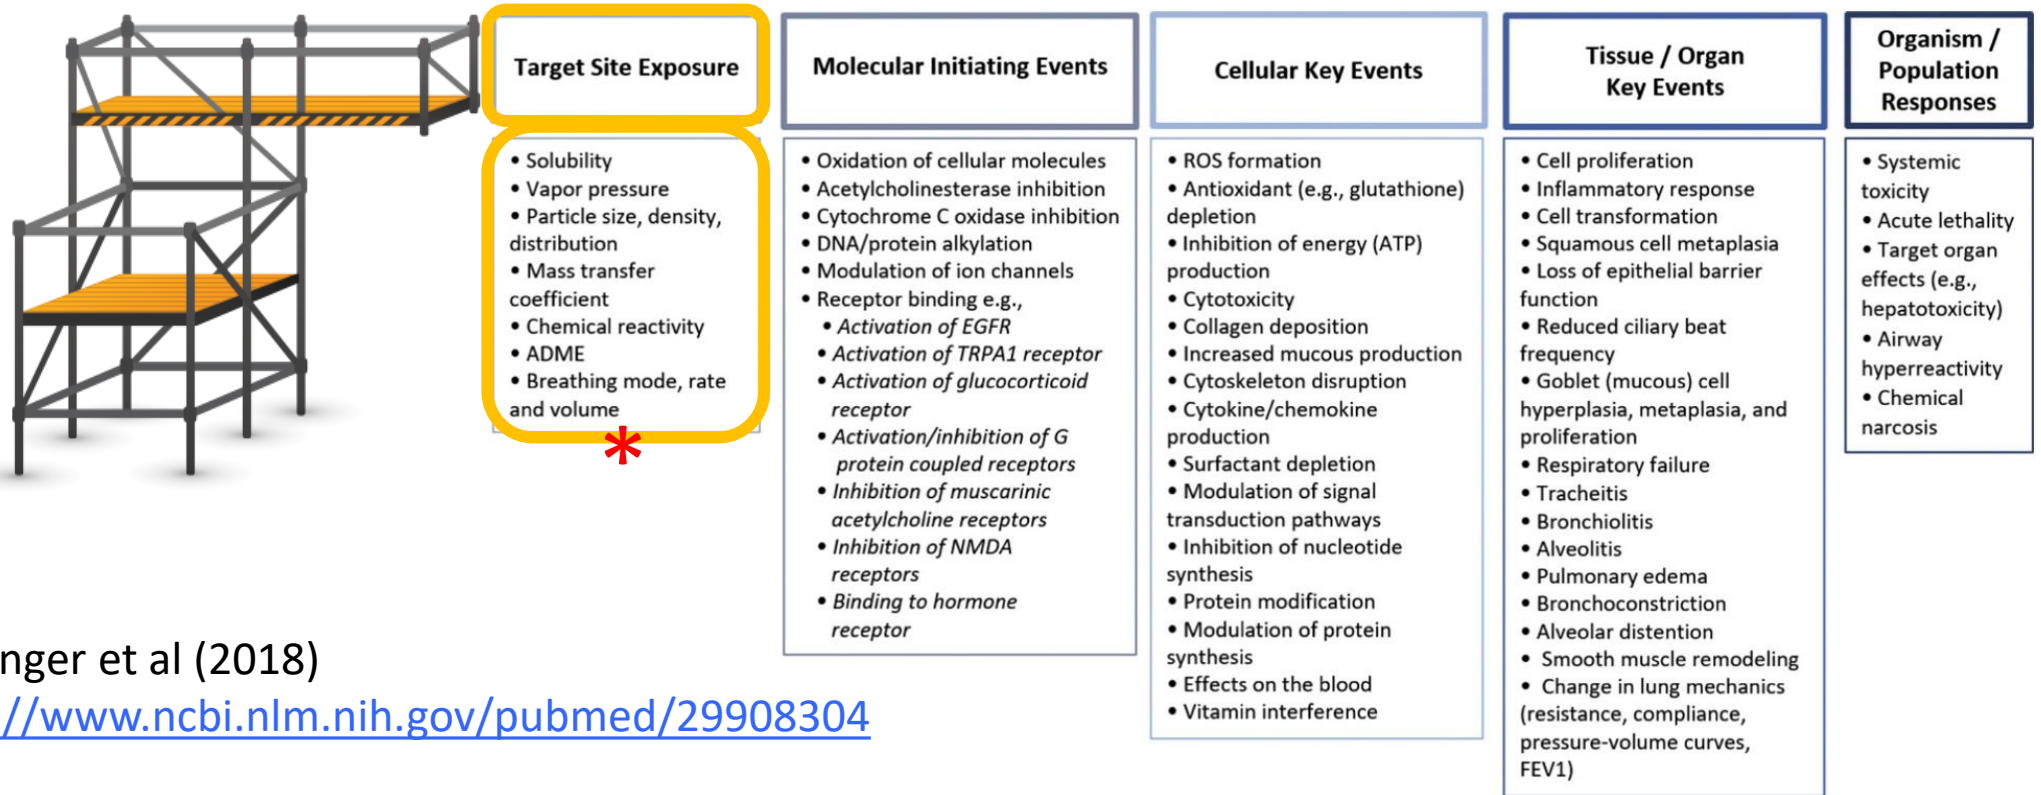 Target Site Exposure
• Solubility
• Vapor pressure
• Particle size, density,
distribution
• Mass transfer
coefficient
• Chemical reactivity
• ADME
• Breathing mode, rate
and volume
*
Molecular Initiating Events
• Oxidation of cellular molecules
• Acetylcholinesterase inhibition
• Cytochrome C oxidase inhibition
• DNA/protein alkylation
• Modulation of ion channels
• Receptor binding e.g.,
• Activation of EGFR
• Activation of TRPA1 receptor
• Activation of glucocorticoid
receptor
• Activation/inhibition of G
protein coupled receptors
• Inhibition of muscarinic
acetylcholine receptors
• Inhibition of NMDA
receptors
• Binding to hormone
receptor
Cellular Key Events
• ROS formation
• Antioxidant (e.g., glutathione)
depletion
• Inhibition of energy (ATP)
production
• Cytotoxicity
• Collagen deposition
• Increased mucous production
• Cytoskeleton disruption
• Cytokine/chemokine
production
• Surfactant depletion
• Modulation of signal
transduction pathways
• Inhibition of nucleotide
synthesis
• Protein modification
• Modulation of protein
synthesis
• Effects on the blood
• Vitamin interference
Tissue / Organ
Key Events
• Cell proliferation
• Inflammatory response
• Cell transformation
• Squamous cell metaplasia
• Loss of epithelial barrier
function
• Reduced ciliary beat
frequency
• Goblet (mucous) cell
hyperplasia, metaplasia, and
proliferation
• Respiratory failure
• Tracheitis
• Bronchiolitis
• Alveolitis
• Pulmonary edema
• Bronchoconstriction
• Alveolar distention
• Smooth muscle remodeling
• Change in lung mechanics
(resistance, compliance,
pressure-volume curves,
FEV1)
Organism /
Population
Responses
• Systemic
toxicity
• Acute lethality
• Target organ
effects (e.g.,
hepatotoxicity)
• Airway
hyperreactivity
• Chemical
narcosis
nger et al (2018)
://www.ncbi.nlm.nih.gov/pubmed/29908304